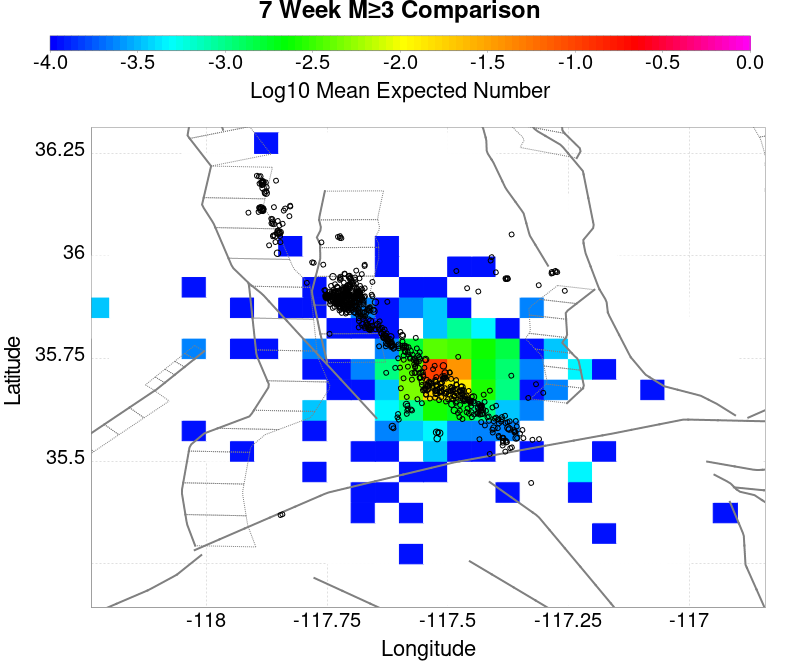 7 Week M≥3 Comparison
-4.0 -3.5 -3.0 -2.5 -2.0 -1.5 -1.0 -0.5 0.0
Log10 Mean Expected Number
36.25
36
35.75
35.5
Latitude
-118 -117.75 -117.5 -117.25 -117
Longitude